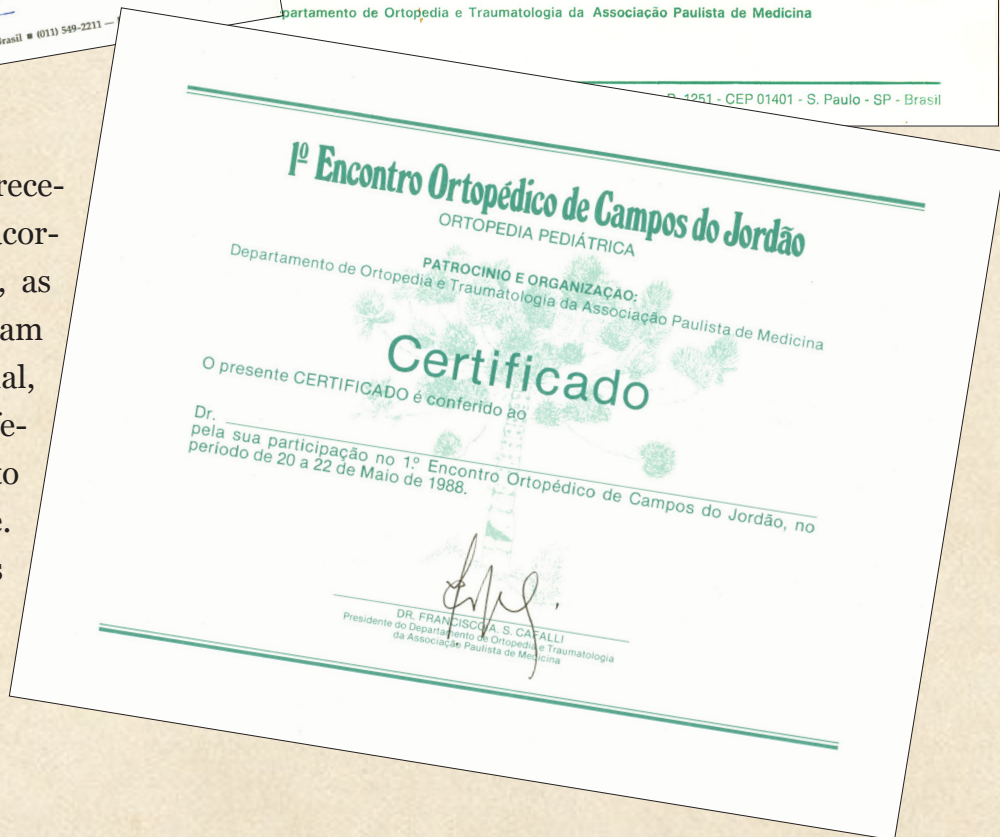 rasil ■ (011) 549-2211 —
partamento de Ortopedia e Traumatologia da Associação Paulista de Medicina
1251 - CEP 01401 - S. Paulo - SP - Brasil
rece-
cor-
, as
am
al,
fe-
to
.
s
1º Encontro Ortopédico de Campos do Jordão
ORTOPEDIA PEDIÁTRICA
PATROCINIO E ORGANIZAÇAO:
Departamento de Ortopedia e Traumatologia da Associação Paulista de Medicina
Certificado
O presente CERTIFICADO é conferido ao
Dr.
pela sua participação no 1º Encontro Ortopédico de Campos do Jordão, no
período de 20 a 22 de Maio de 1988.
DR. FRANCISCO A. S. CAFALLI
Presidente do Departamento de Ortopedia e Traumatologia
da Associação Paulista de Medicina